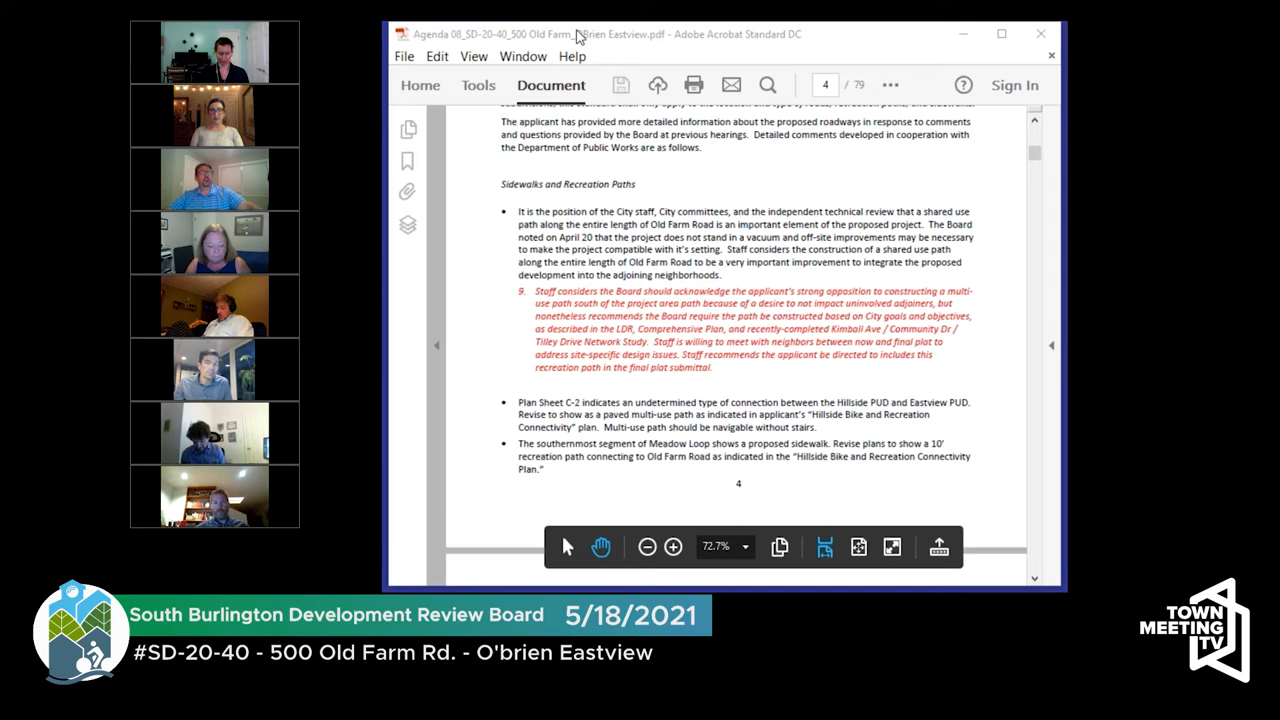 Agenda 08_SD-20-40_500 Old Farm_O'Brien Eastview.pdf - Adobe Acrobat Standard DC
File Edit View Window Help
Home Tools Document 4 / 79 Sign In
subdivisions, this standard shall only apply to the location and type of roads, recreation paths, and sidewalks.
The applicant has provided more detailed information about the proposed roadways in response to comments
and questions provided by the Board at previous hearings. Detailed comments developed in cooperation with
the Department of Public Works are as follows.
Sidewalks and Recreation Paths
• It is the position of the City staff, City committees, and the independent technical review that a shared use
path along the entire length of Old Farm Road is an important element of the proposed project. The Board
noted on April 20 that the project does not stand in a vacuum and off-site improvements may be necessary
to make the project compatible with it's setting. Staff considers the construction of a shared use path
along the entire length of Old Farm Road to be a very important improvement to integrate the proposed
development into the adjoining neighborhoods.
9. Staff considers the Board should acknowledge the applicant's strong opposition to constructing a multi-
use path south of the project area path because of a desire to not impact uninvolved adjoiners, but
nonetheless recommends the Board require the path be constructed based on City goals and objectives,
as described in the LDR, Comprehensive Plan, and recently-completed Kimball Ave / Community Dr /
Tilley Drive Network Study. Staff is willing to meet with neighbors between now and final plat to
address site-specific design issues. Staff recommends the applicant be directed to includes this
recreation path in the final plat submittal.
• Plan Sheet C-2 indicates an undetermined type of connection between the Hillside PUD and Eastview PUD.
Revise to show as a paved multi-use path as indicated in applicant's "Hillside Bike and Recreation
Connectivity" plan. Multi-use path should be navigable without stairs.
• The southernmost segment of Meadow Loop shows a proposed sidewalk. Revise plans to show a 10'
recreation path connecting to Old Farm Road as indicated in the "Hillside Bike and Recreation Connectivity
Plan."
4
72.7%
South Burlington Development Review Board 5/18/2021
#SD-20-40 - 500 Old Farm Rd. - O'brien Eastview
TOWN
MEETING
TV